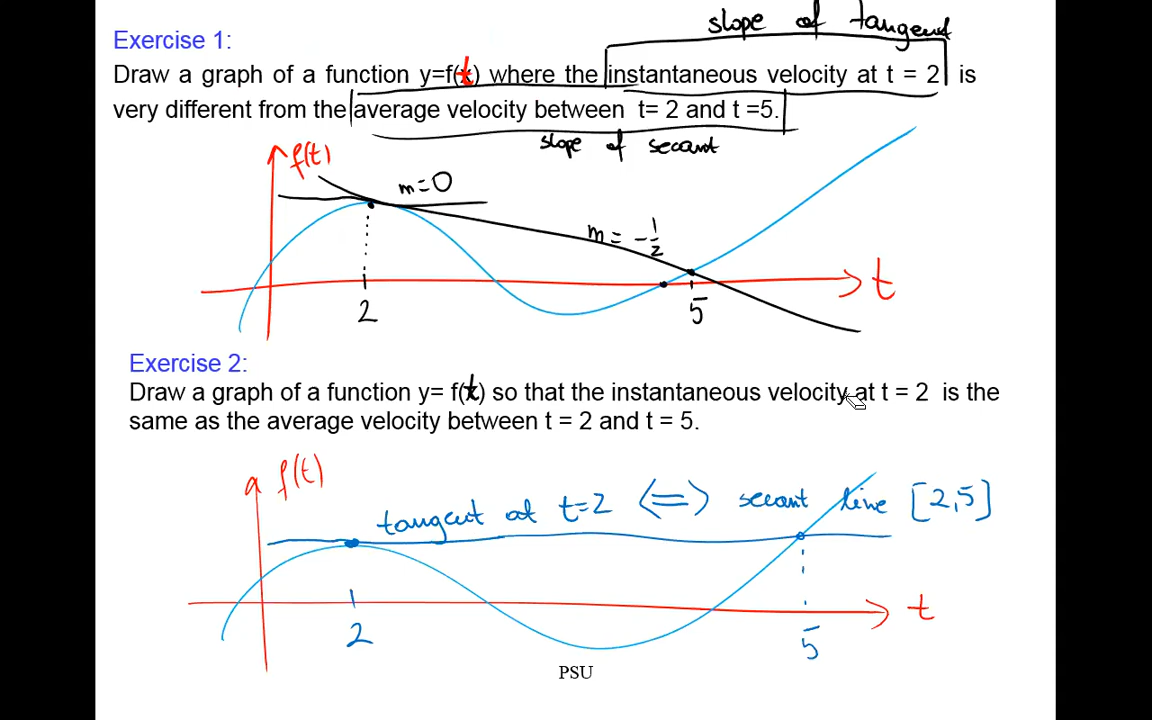 slope of tangent
Exercise 1:
Draw a graph of a function y=f(t) where the instantaneous velocity at t = 2 is
very different from the average velocity between t= 2 and t =5.
slope of secant
f(t)
m=0
m = -1/2
t
2
5
Exercise 2:
Draw a graph of a function y= f(t) so that the instantaneous velocity at t = 2 is the
same as the average velocity between t = 2 and t = 5.
f(t)
tangent at t=2 <=> secant line [2,5]
t
2
5
PSU